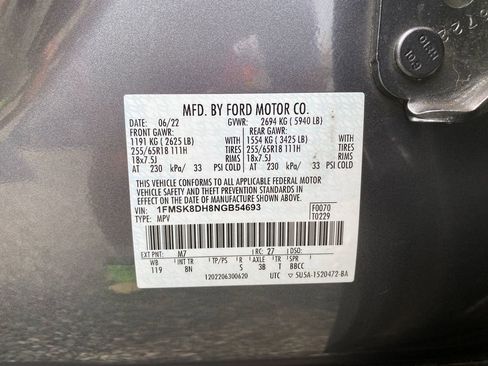 MFD. BY FORD MOTOR CO.
DATE: 06/22 GVWR: 2694 KG ( 5940 LB)
FRONT GAWR: REAR GAWR:
1191 KG ( 2625 LB) WITH 1554 KG ( 3425 LB) WITH
255/65R18 111H TIRES 255/65R18 111H TIRES
18x7.5J RIMS 18x7.5J RIMS
AT 230 kPa/ 33 PSI COLD AT 230 kPa/ 33 PSI COLD
THIS VEHICLE CONFORMS TO ALL APPLICABLE FEDERAL MOTOR
VEHICLE SAFETY AND THEFT PREVENTION STANDARDS IN
EFFECT ON THE DATE OF MANUFACTURE SHOWN ABOVE.
VIN: 1FMSK8DH8NGB54693 F0070
TYPE: MPV T0229
EXT PNT: M7 RC: 27 DSO:
WB INT TR TP/PS R AXLE TR SPR
119 8N S 3B T BBCC
1202206300620 UTC 5U5A-1520472-BA